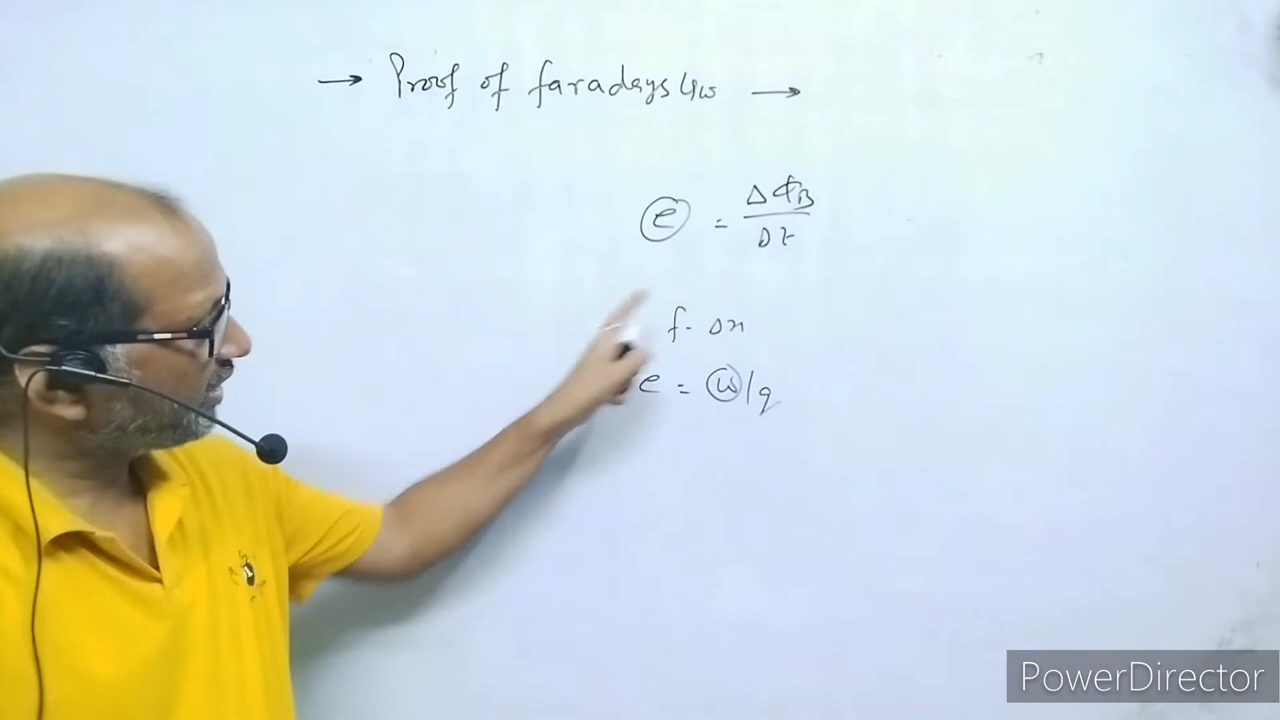 → Proof of faradays law →
e = ΔΦB
Δt
f. Δx
e = w/q
PowerDirector